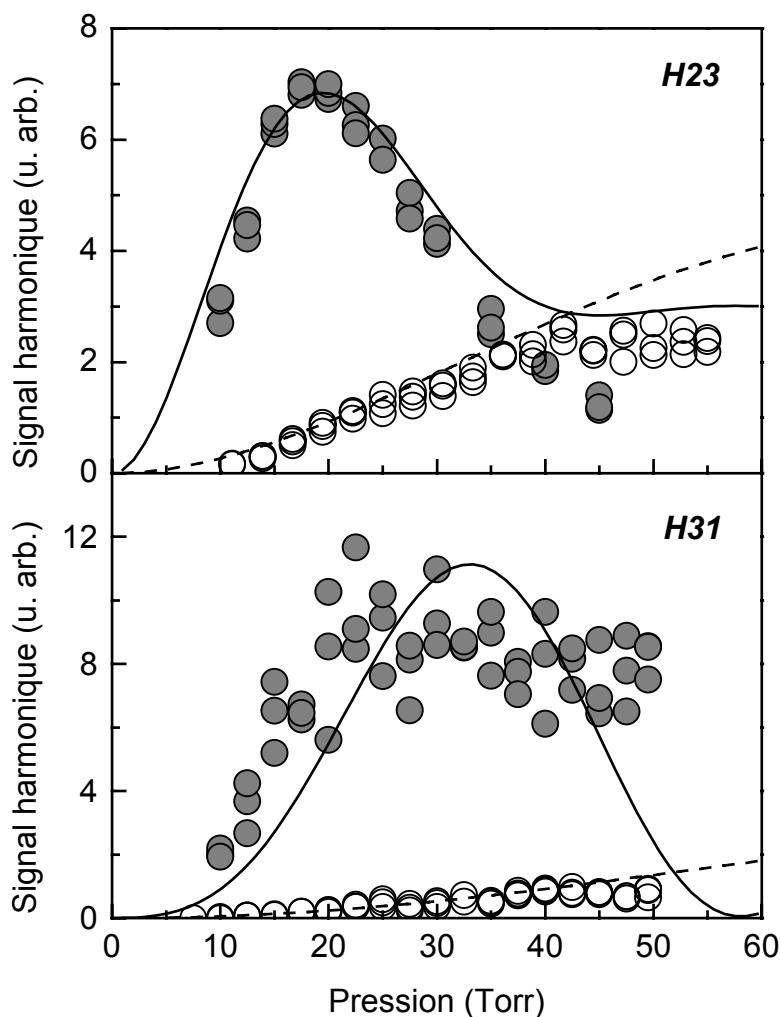 8
6
4
2
0
Signal harmonique (u. arb.)
H23
12
8
4
0
Signal harmonique (u. arb.)
H31
0 10 20 30 40 50 60
Pression (Torr)